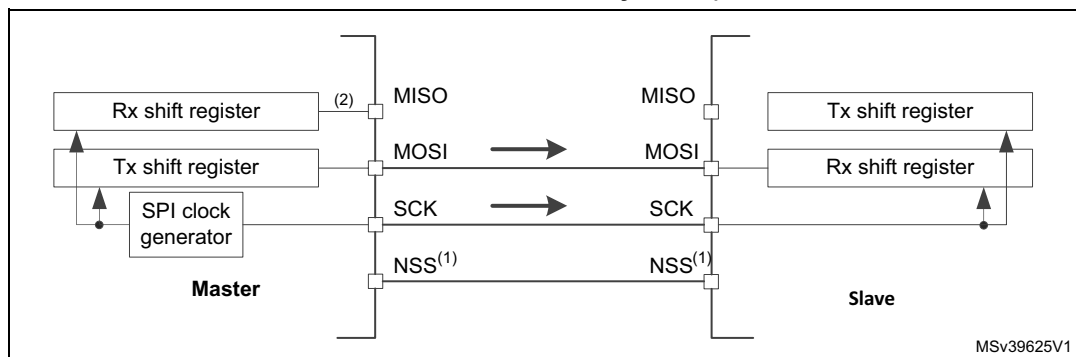 Rx shift register
(2)
MISO
MISO
Tx shift register
Tx shift register
MOSI
MOSI
Rx shift register
SPI clock
generator
SCK
SCK
NSS(1)
NSS(1)
Master
Slave
MSv39625V1